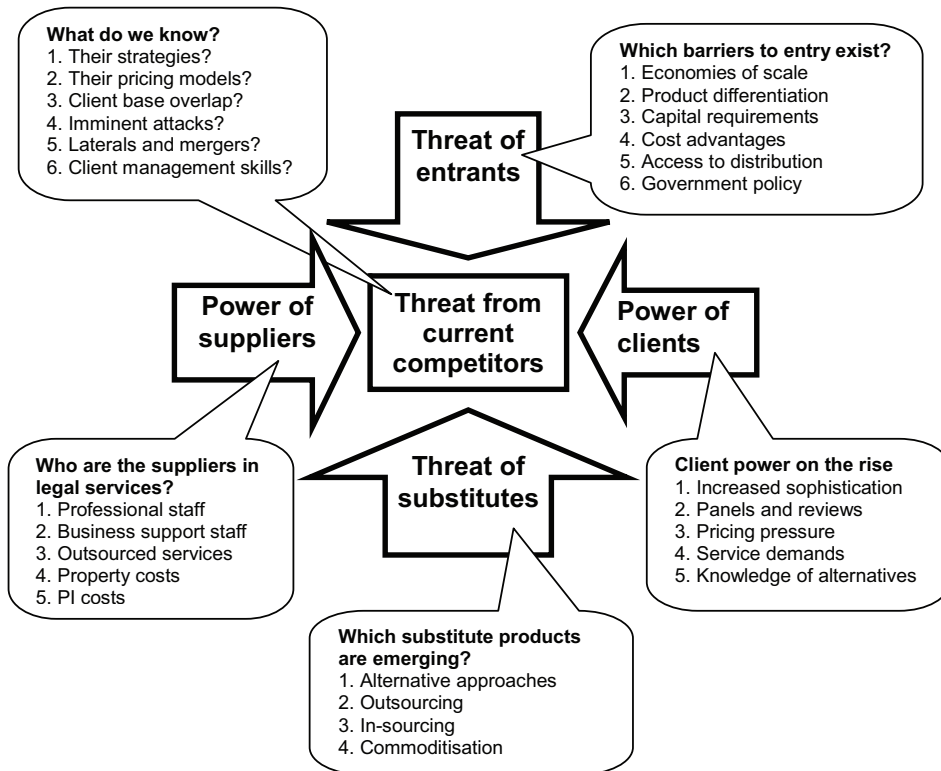 What do we know?
1. Their strategies?
2. Their pricing models?
3. Client base overlap?
4. Imminent attacks?
5. Laterals and mergers?
6. Client management skills?
Which barriers to entry exist?
1. Economies of scale
2. Product differentiation
3. Capital requirements
4. Cost advantages
5. Access to distribution
6. Government policy
Threat of
entrants
Power of
suppliers
Threat from
current
competitors
Power of
clients
Threat of
substitutes
Who are the suppliers in
legal services?
1. Professional staff
2. Business support staff
3. Outsourced services
4. Property costs
5. PI costs
Client power on the rise
1. Increased sophistication
2. Panels and reviews
3. Pricing pressure
4. Service demands
5. Knowledge of alternatives
Which substitute products
are emerging?
1. Alternative approaches
2. Outsourcing
3. In-sourcing
4. Commoditisation